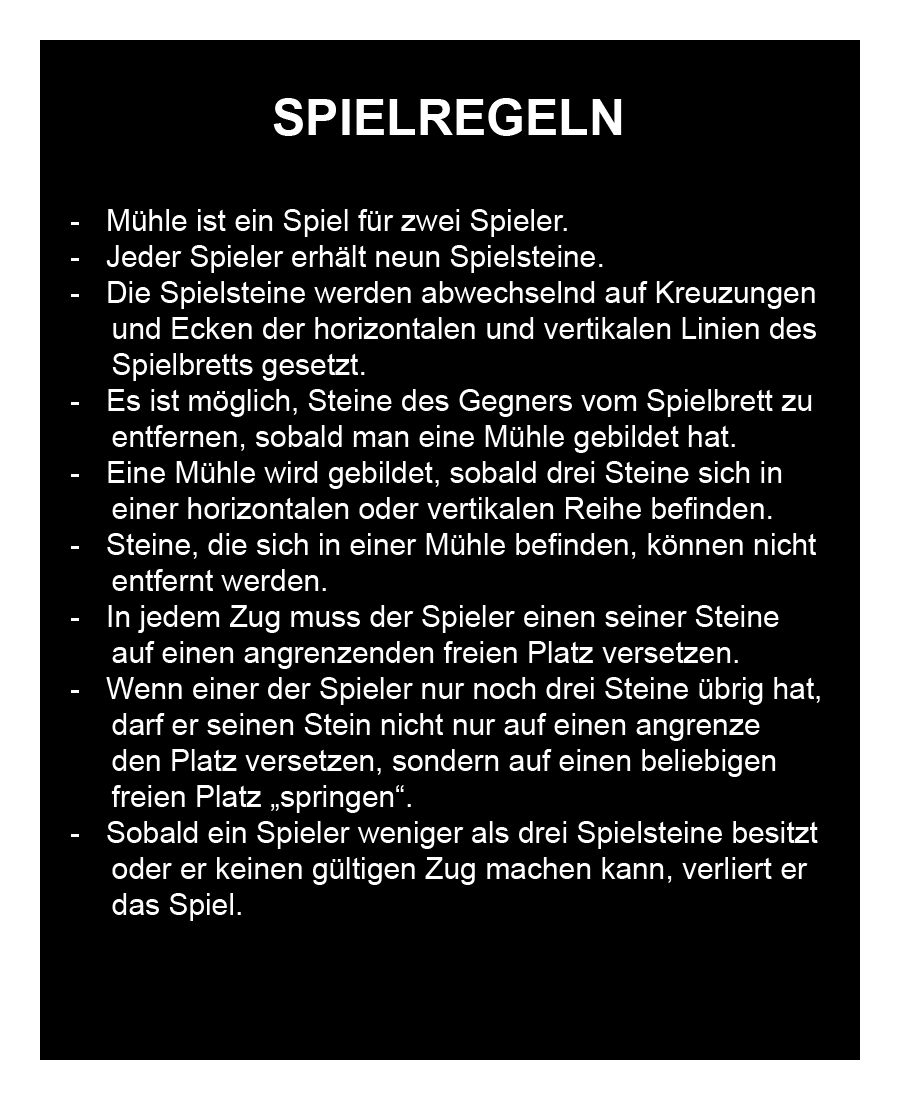 SPIELREGELN
- Mühle ist ein Spiel für zwei Spieler.
- Jeder Spieler erhält neun Spielsteine.
- Die Spielsteine werden abwechselnd auf Kreuzungen
und Ecken der horizontalen und vertikalen Linien des
Spielbretts gesetzt.
- Es ist möglich, Steine des Gegners vom Spielbrett zu
entfernen, sobald man eine Mühle gebildet hat.
- Eine Mühle wird gebildet, sobald drei Steine sich in
einer horizontalen oder vertikalen Reihe befinden.
- Steine, die sich in einer Mühle befinden, können nicht
entfernt werden.
- In jedem Zug muss der Spieler einen seiner Steine
auf einen angrenzenden freien Platz versetzen.
- Wenn einer der Spieler nur noch drei Steine übrig hat,
darf er seinen Stein nicht nur auf einen angrenze
den Platz versetzen, sondern auf einen beliebigen
freien Platz „springen“.
- Sobald ein Spieler weniger als drei Spielsteine besitzt
oder er keinen gültigen Zug machen kann, verliert er
das Spiel.